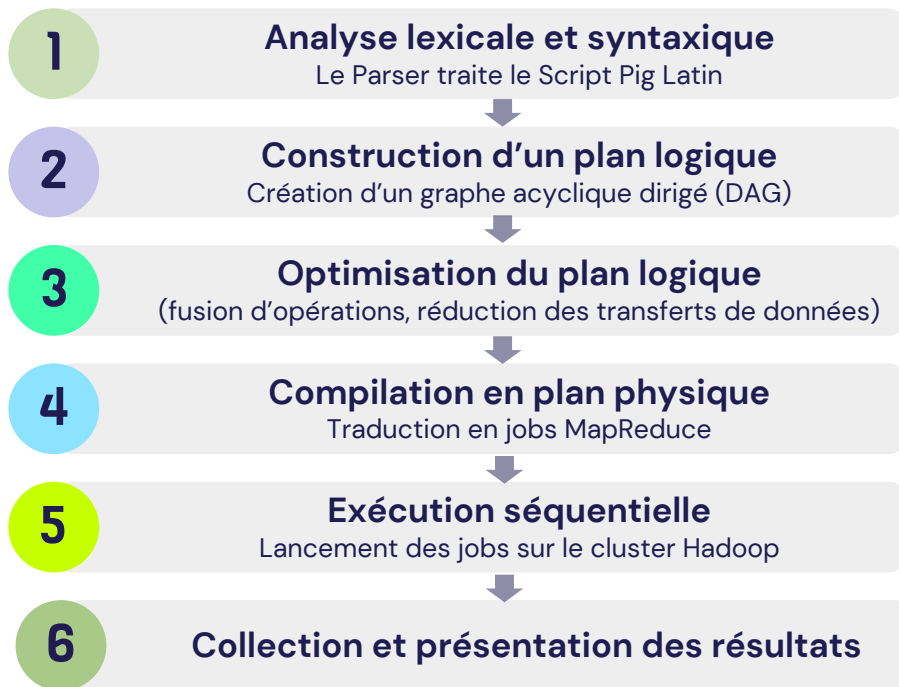 1
Analyse lexicale et syntaxique
Le Parser traite le Script Pig Latin
2
Construction d'un plan logique
Création d'un graphe acyclique dirigé (DAG)
3
Optimisation du plan logique
(fusion d'opérations, réduction des transferts de données)
4
Compilation en plan physique
Traduction en jobs MapReduce
5
Exécution séquentielle
Lancement des jobs sur le cluster Hadoop
6
Collection et présentation des résultats